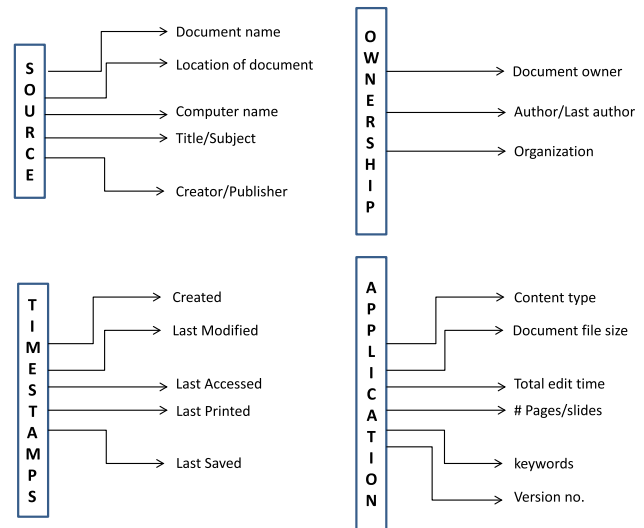 SOURCE
Document name
Location of document
Computer name
Title/Subject
Creator/Publisher
OWNERSHIP
Document owner
Author/Last author
Organization
TIMESTAMPS
Created
Last Modified
Last Accessed
Last Printed
Last Saved
APPLICATION
Content type
Document file size
Total edit time
# Pages/slides
keywords
Version no.